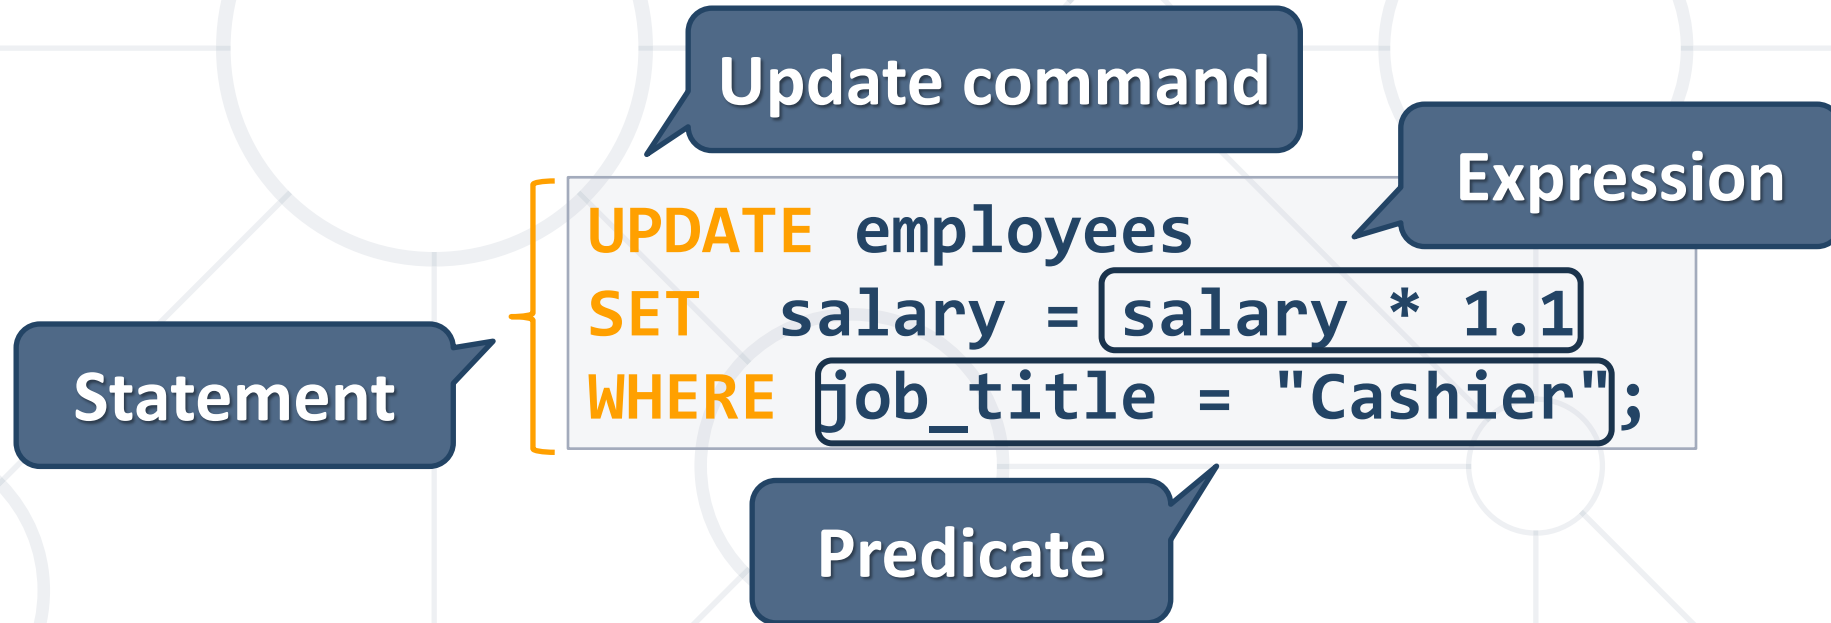 Update command
Expression
UPDATE employees
SET salary = salary * 1.1
WHERE job_title = "Cashier";
Statement
Predicate